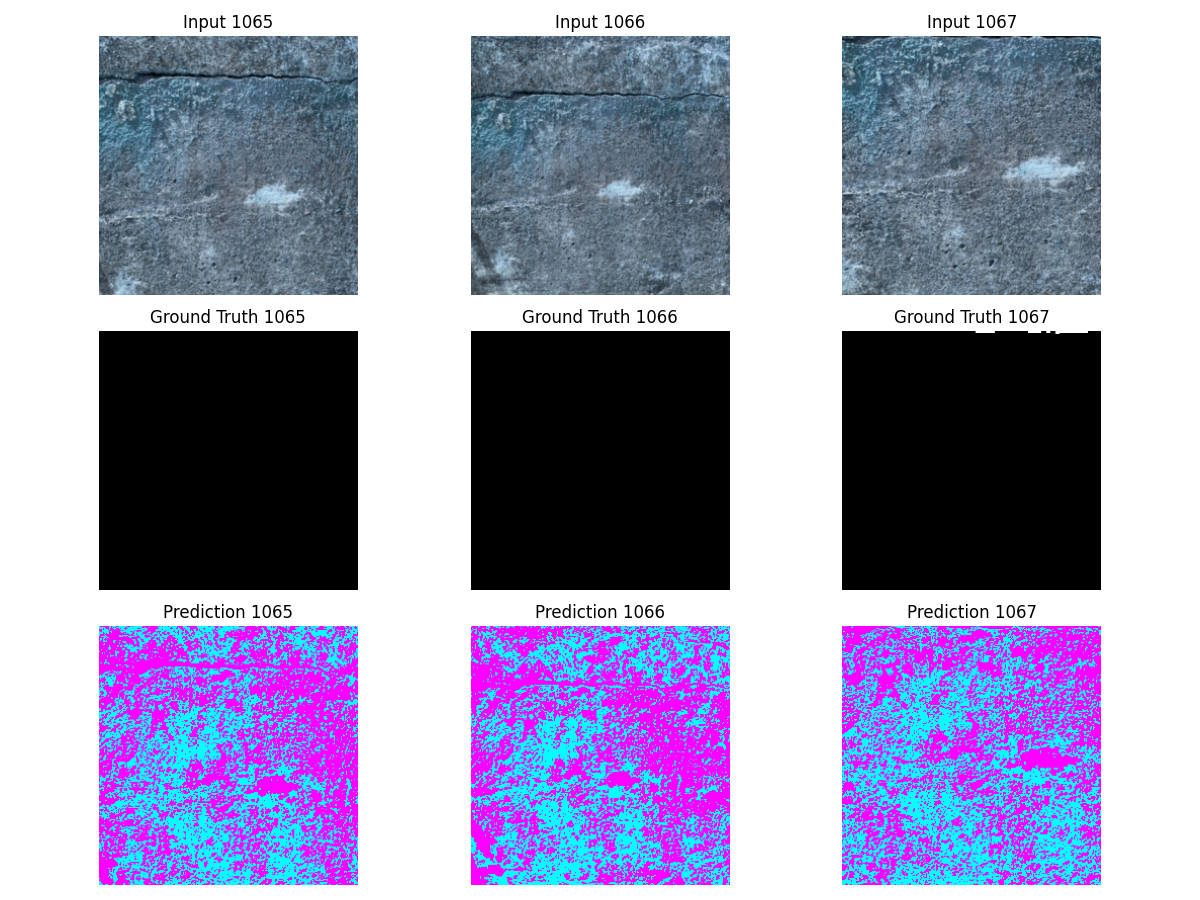 Input 1065
Input 1066
Input 1067
Ground Truth 1065
Ground Truth 1066
Ground Truth 1067
Prediction 1065
Prediction 1066
Prediction 1067